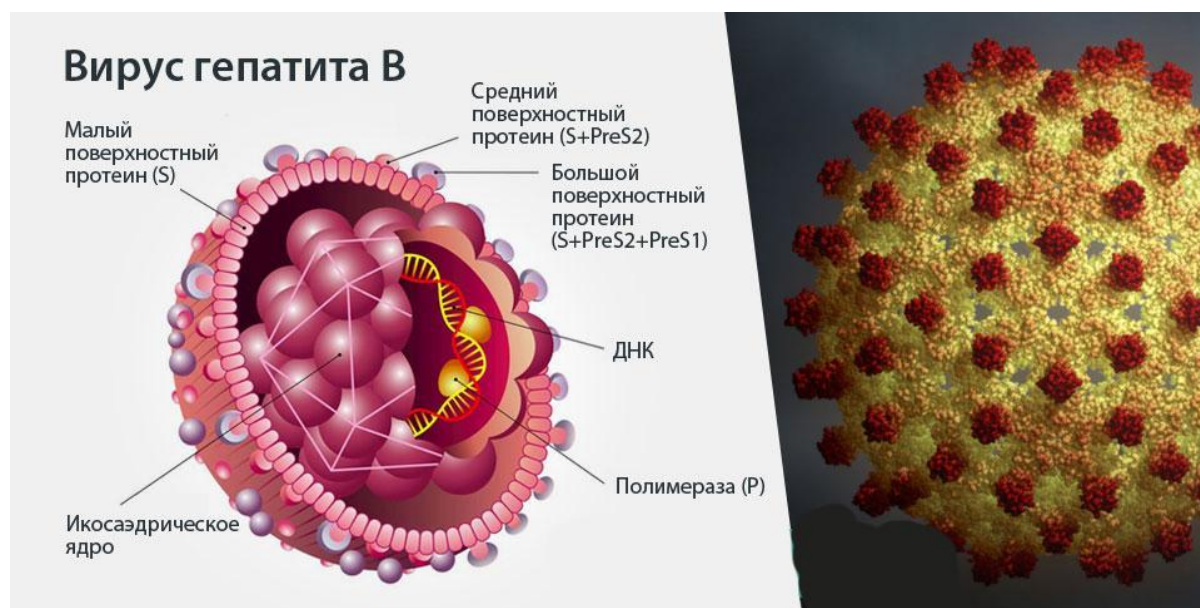 Вирус гепатита В
Малый
поверхностный
протеин (S)
Средний
поверхностный
протеин (S+PreS2)
Большой
поверхностный
протеин
(S+PreS2+PreS1)
ДНК
Полимераза (P)
Икосаэдрическое
ядро